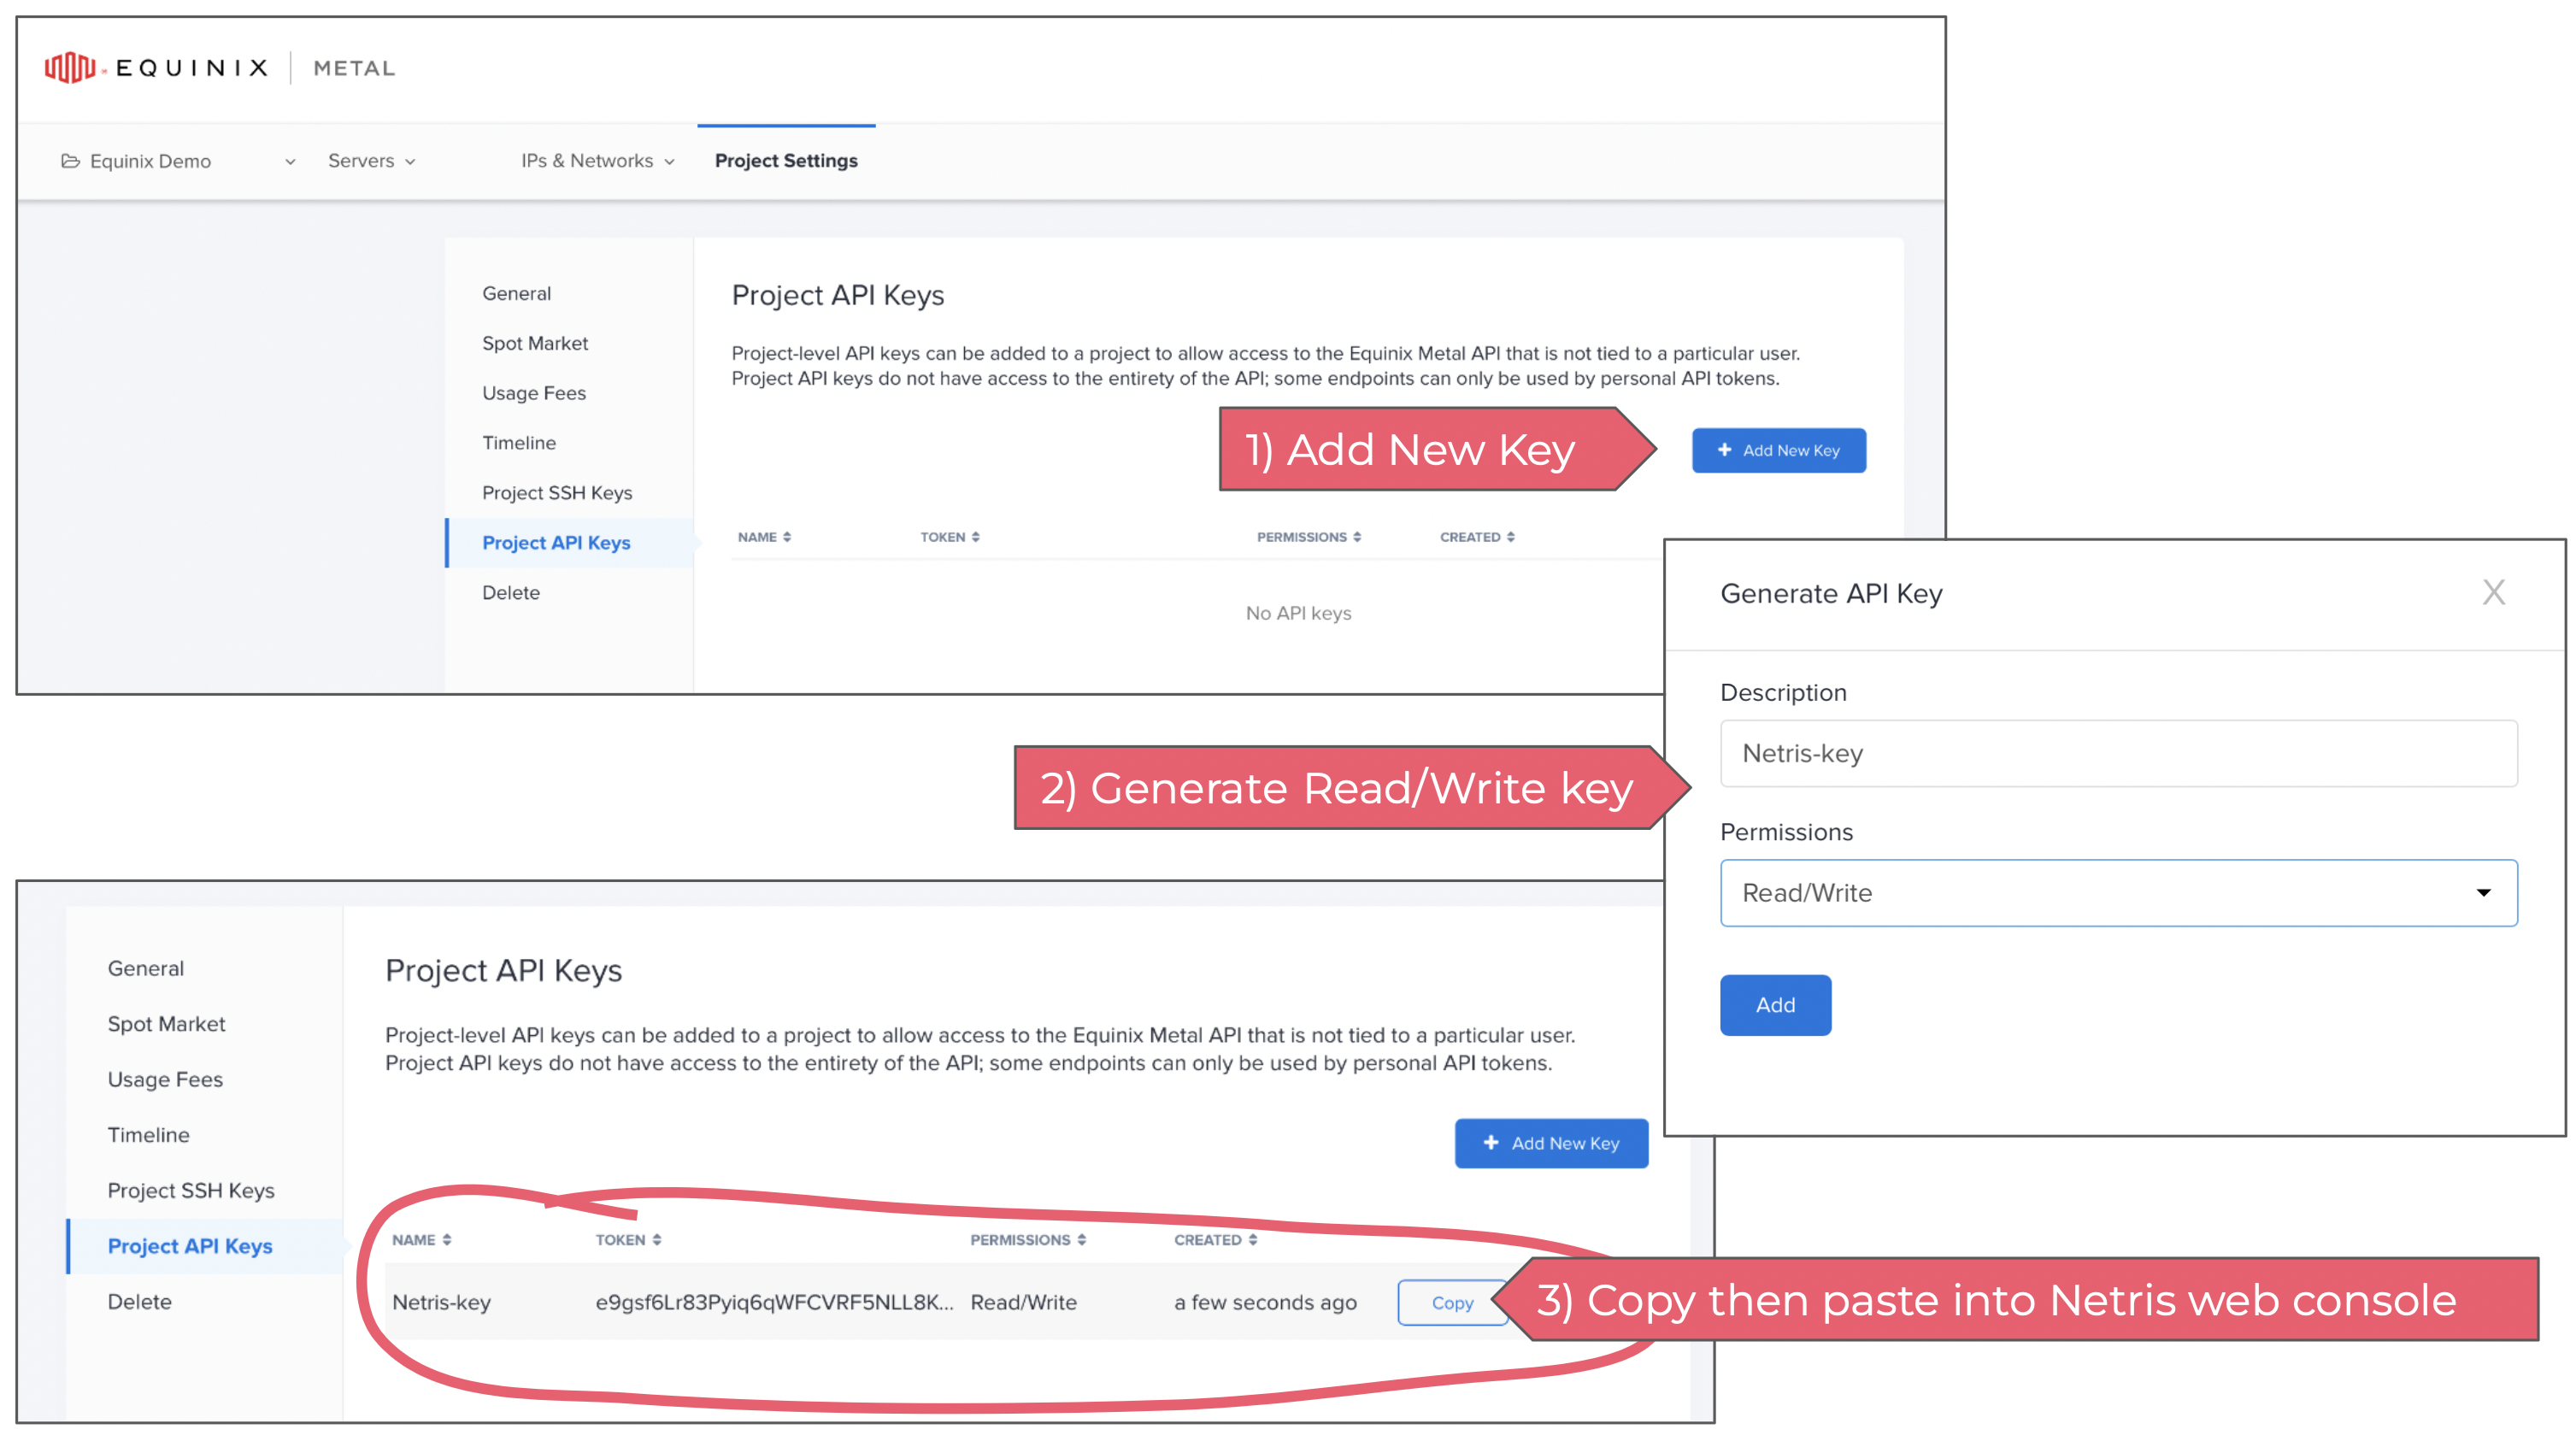 EQUINIX | METAL
Equinix Demo
Servers
IPs & Networks
Project Settings
General
Spot Market
Usage Fees
Timeline
Project SSH Keys
Project API Keys
Delete
Project API Keys
Project-level API keys can be added to a project to allow access to the Equinix Metal API that is not tied to a particular user.
Project API keys do not have access to the entirety of the API; some endpoints can only be used by personal API tokens.
1) Add New Key
+ Add New Key
NAME TOKEN PERMISSIONS CREATED
No API keys
Generate API Key X
Description
Netris-key
Permissions
Read/Write
Add
2) Generate Read/Write key
General
Spot Market
Usage Fees
Timeline
Project SSH Keys
Project API Keys
Delete
Project API Keys
Project-level API keys can be added to a project to allow access to the Equinix Metal API that is not tied to a particular user.
Project API keys do not have access to the entirety of the API; some endpoints can only be used by personal API tokens.
+ Add New Key
NAME TOKEN PERMISSIONS CREATED
Netris-key e9gsf6Lr83Pyiq6qWFCVRF5NLL8K... Read/Write a few seconds ago Copy
3) Copy then paste into Netris web console